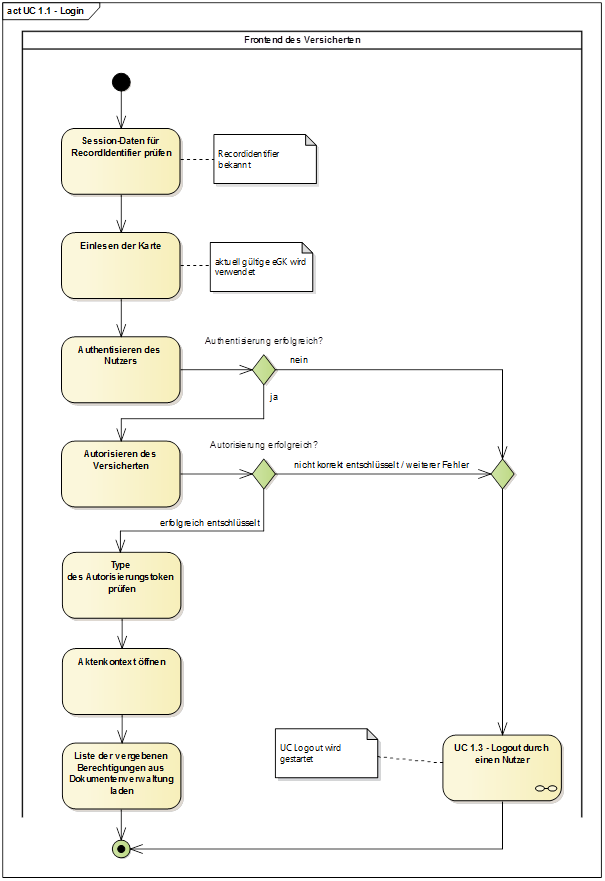 act UC 1.1 - Login
Frontend des Versicherten
Session-Daten für
RecordIdentifier prüfen
Recordidentifier
bekannt
Einlesen der Karte
aktuell gültige eGK wird
verwendet
Authentisieren des
Nutzers
Authentisierung erfolgreich?
nein
ja
Autorisieren des
Versicherten
Autorisierung erfolgreich?
nicht korrekt entschlüsselt / weiterer Fehler
erfolgreich entschlüsselt
Type
des Autorisierungstoken
prüfen
Aktenkontext öffnen
Liste der vergebenen
Berechtigungen aus
Dokumentenverwaltung
laden
UC Logout wird
gestartet
UC 1.3 - Logout durch
einen Nutzer